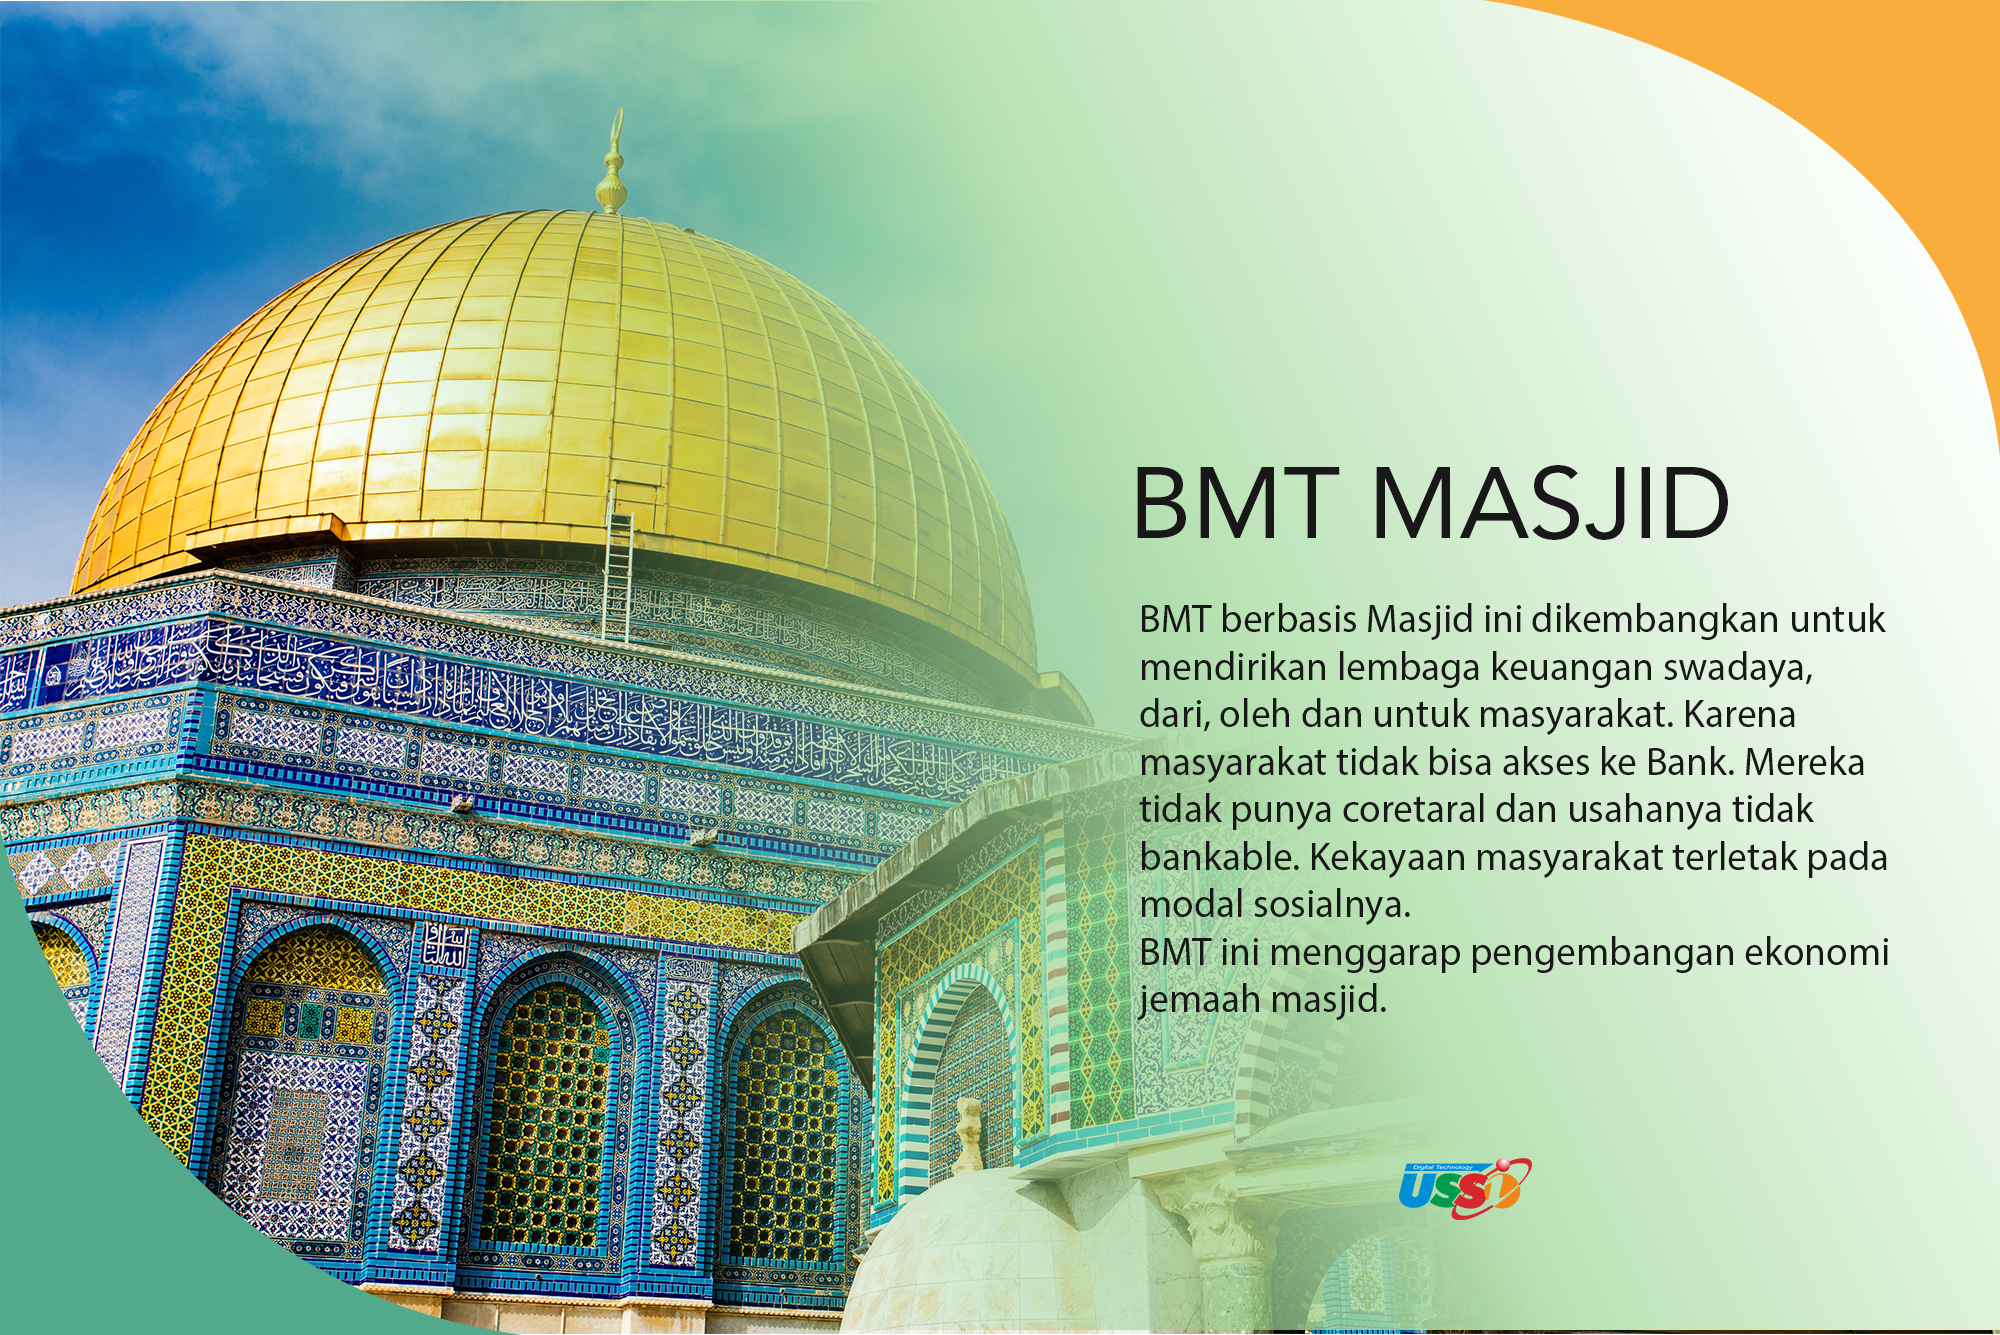 BMT MASJID
BMT berbasis Masjid ini dikembangkan untuk
mendirikan lembaga keuangan swadaya,
dari, oleh dan untuk masyarakat. Karena
masyarakat tidak bisa akses ke Bank. Mereka
tidak punya coretaral dan usahanya tidak
bankable. Kekayaan masyarakat terletak pada
modal sosialnya.
BMT ini menggarap pengembangan ekonomi
jemaah masjid.
Digital Technology
USSi